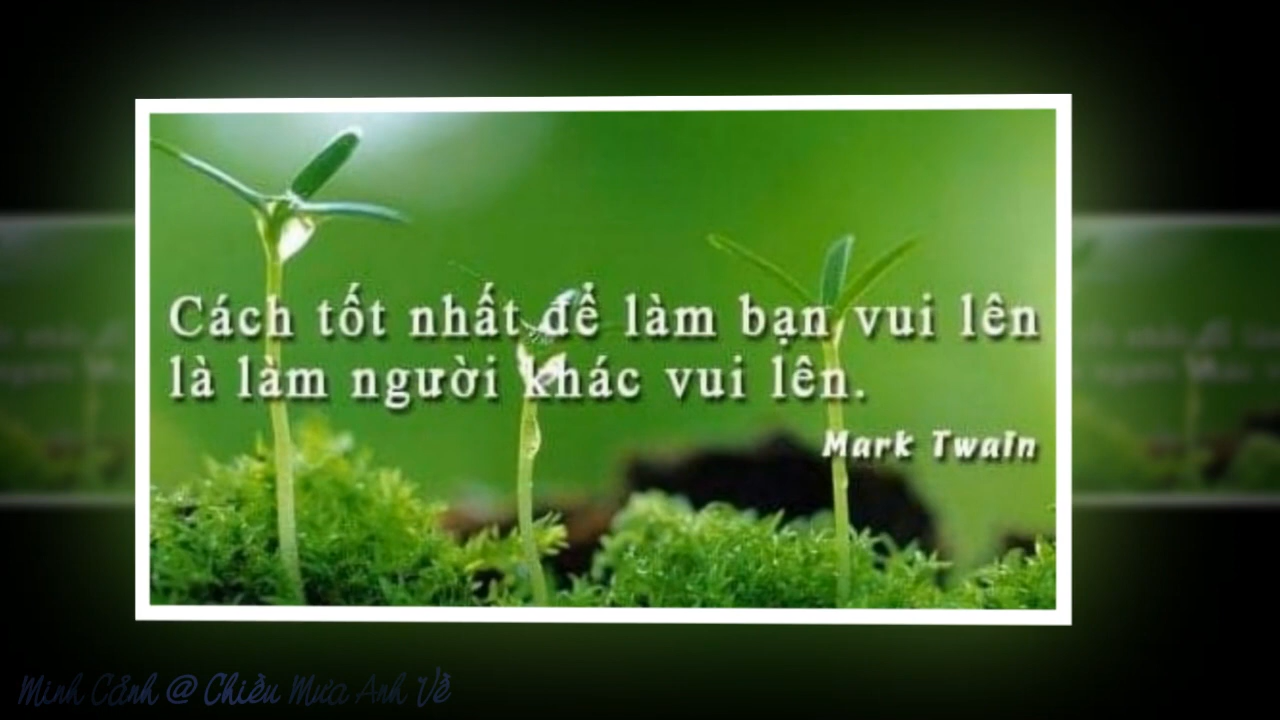 Cách tốt nhất để làm bạn vui lên
là làm người khác vui lên.
Mark Twain
Minh Cảnh @ Chiều Mưa Anh Về